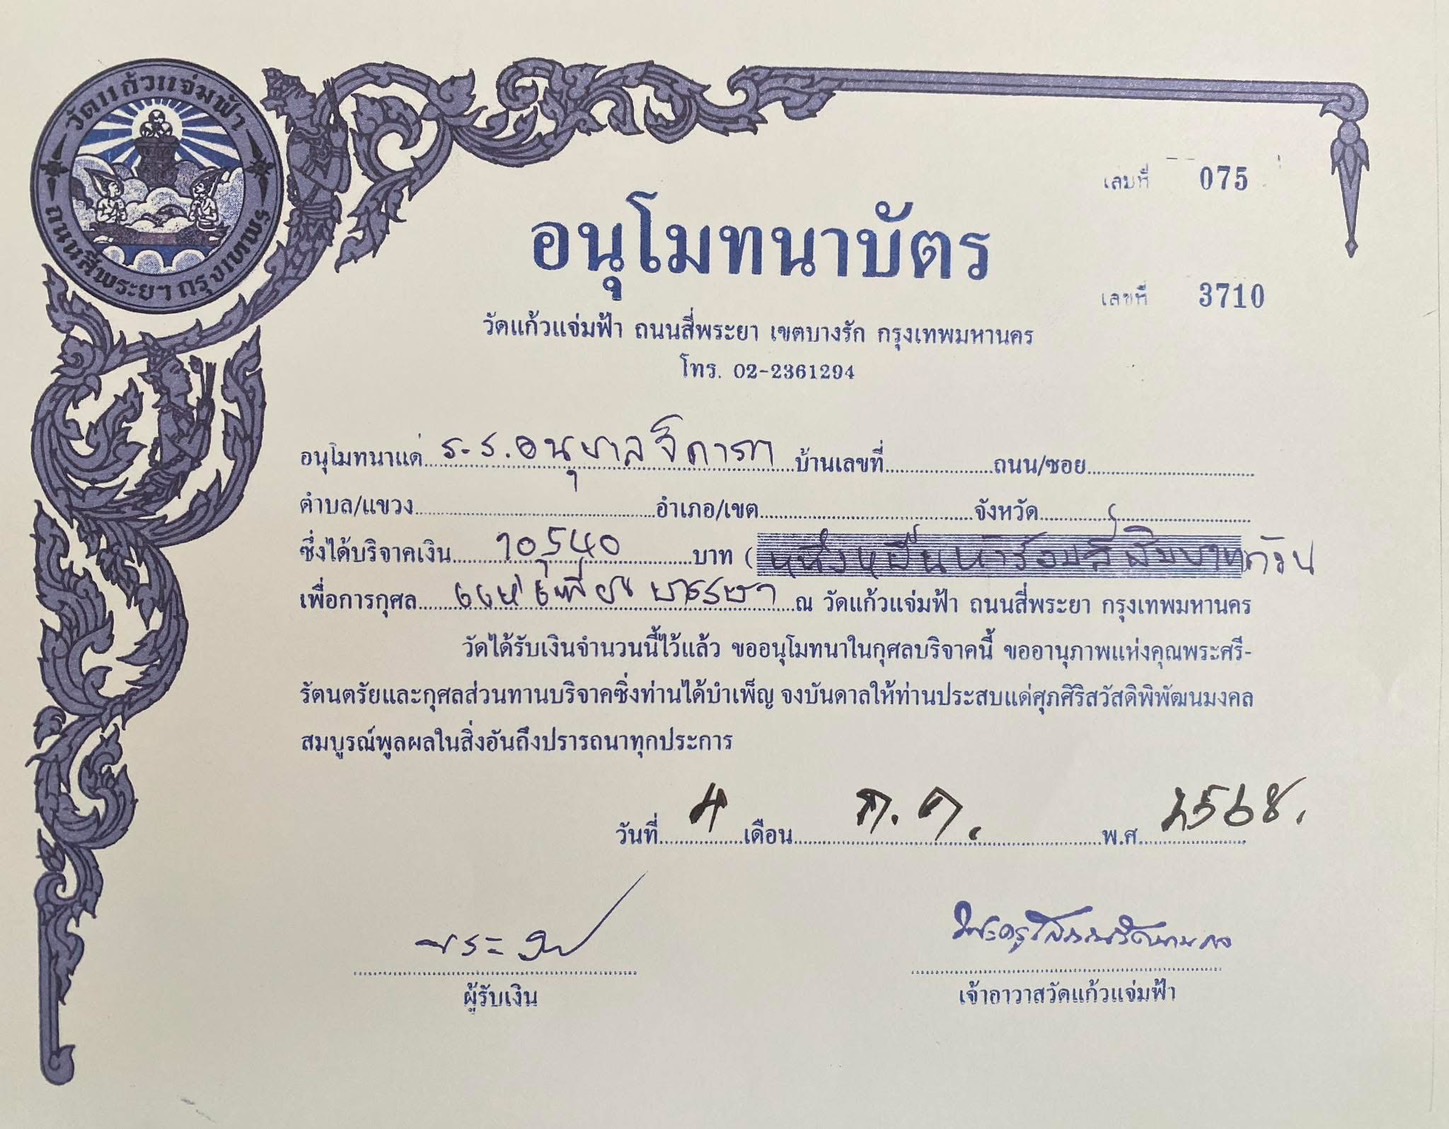 วัดแก้วแจ่มฟ้า
ถนนสี่พระยา กรุงเทพฯ
เล่มที่ 075
อนุโมทนาบัตร
เลขที่ 3710
วัดแก้วแจ่มฟ้า ถนนสี่พระยา เขตบางรัก กรุงเทพมหานคร
โทร. 02-2361294
อนุโมทนาแด่ ร.ร.อนุบาลจิดาภา บ้านเลขที่ ถนน/ซอย
ตำบล/แขวง อำเภอ/เขต จังหวัด
ซึ่งได้บริจาคเงิน 10540 บาท ( หนึ่งหมื่นห้าร้อยสี่สิบบาทถ้วน
เพื่อการกุศล แห่เทียนพรรษา ณ วัดแก้วแจ่มฟ้า ถนนสี่พระยา กรุงเทพมหานคร
วัดได้รับเงินจำนวนนี้ไว้แล้ว ขออนุโมทนาในกุศลบริจาคนี้ ขออานุภาพแห่งคุณพระศรี-
รัตนตรัยและกุศลส่วนทานบริจาคซึ่งท่านได้บำเพ็ญ จงบันดาลให้ท่านประสบแด่ศุภศิริสวัสดิพิพัฒนมงคล
สมบูรณ์พูลผลในสิ่งอันถึงปรารถนาทุกประการ
วันที่ 4 เดือน ก.ค. พ.ศ. 2568.
พระ
ผู้รับเงิน เจ้าอาวาสวัดแก้วแจ่มฟ้า